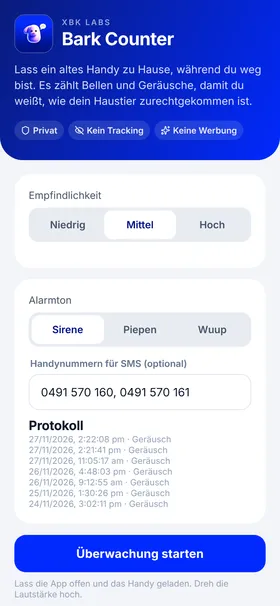 XBK LABS
Bark Counter
Lass ein altes Handy zu Hause, während du weg
bist. Es zählt Bellen und Geräusche, damit du
weißt, wie dein Haustier zurechtgekommen ist.
Privat
Kein Tracking
Keine Werbung
Empfindlichkeit
Niedrig
Mittel
Hoch
Alarmton
Sirene
Piepen
Wuup
Handynummern für SMS (optional)
0491 570 160, 0491 570 161
Protokoll
27/11/2026, 2:22:08 pm · Geräusch
27/11/2026, 2:21:41 pm · Geräusch
27/11/2026, 11:05:17 am · Geräusch
26/11/2026, 4:48:03 pm · Geräusch
26/11/2026, 9:12:55 am · Geräusch
25/11/2026, 1:30:26 pm · Geräusch
24/11/2026, 3:02:11 pm · Geräusch
Überwachung starten
Lass die App offen und das Handy geladen. Dreh die
Lautstärke hoch.